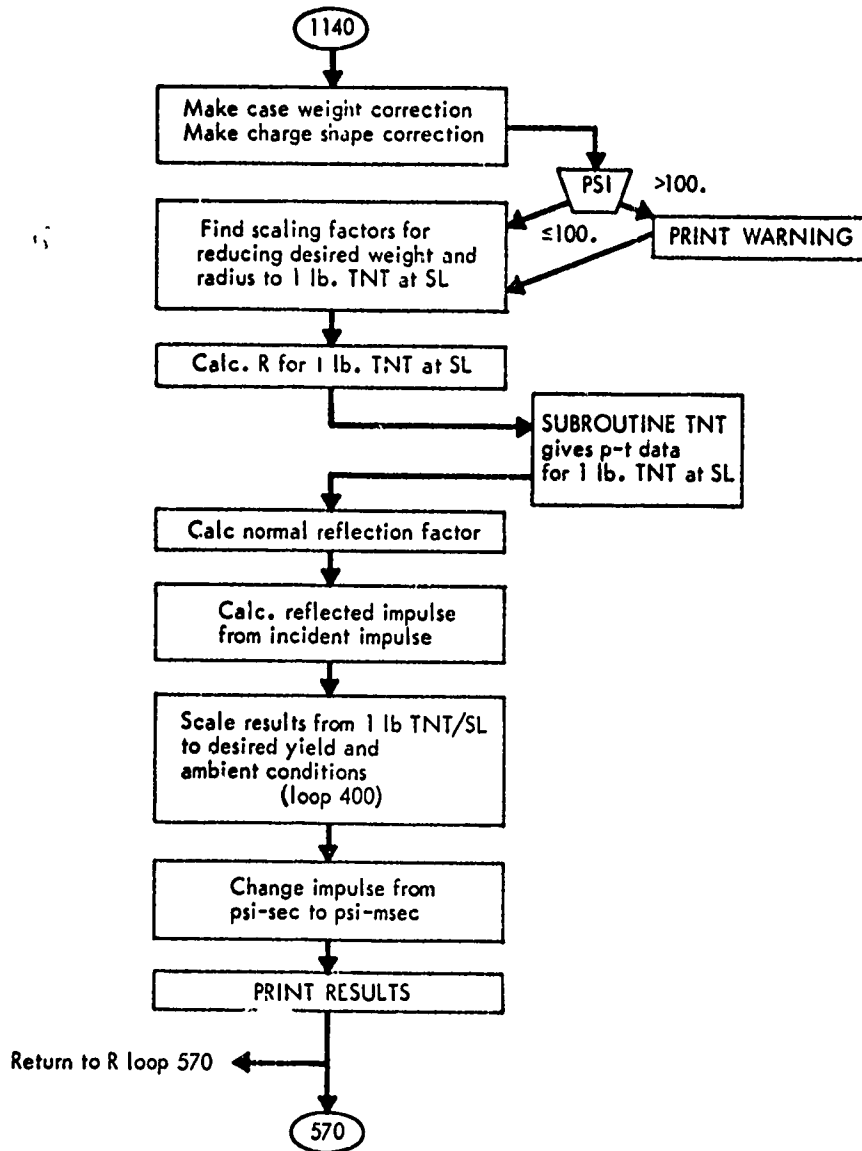 1140
Make case weight correction
Make charge shape correction
PSI
>100.
≤100.
PRINT WARNING
Find scaling factors for
reducing desired weight and
radius to 1 lb. TNT at SL
Calc. R for 1 lb. TNT at SL
SUBROUTINE TNT
gives p-t data
for 1 lb. TNT at SL
Calc normal reflection factor
Calc. reflected impulse
from incident impulse
Scale results from 1 lb TNT/SL
to desired yield and
ambient conditions
(loop 400)
Change impulse from
psi-sec to psi-msec
PRINT RESULTS
Return to R loop 570
570